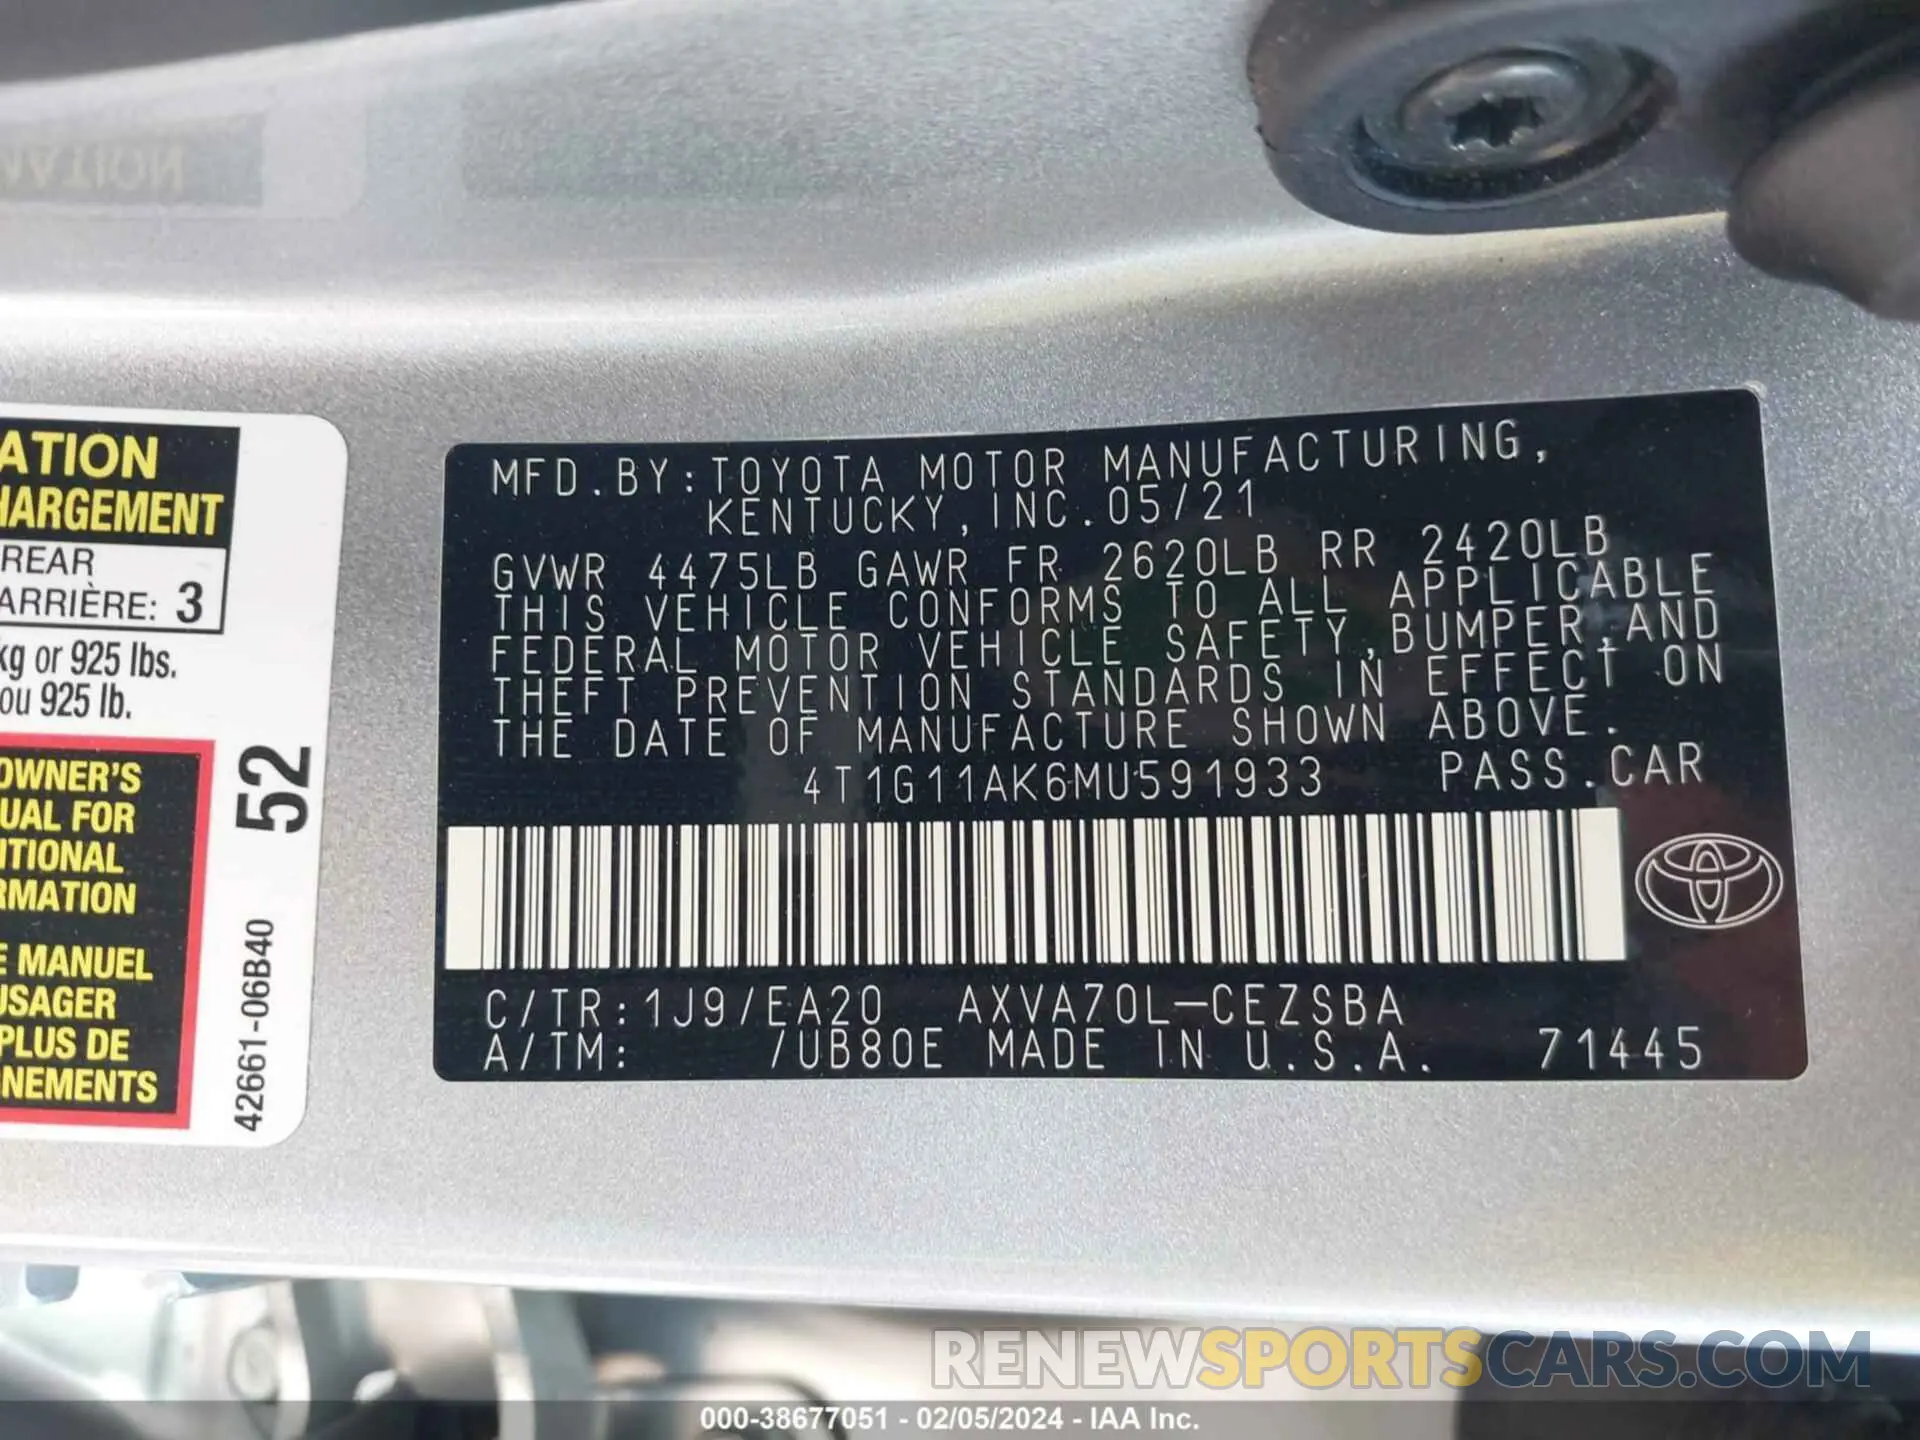 ATION
HARGEMENT
REAR
ARRIÈRE: 3
kg or 925 lbs.
ou 925 lb.
OWNER'S
UAL FOR
ITIONAL
RMATION
E MANUEL
USAGER
PLUS DE
NEMENTS
52
42661-06B40
MFD.BY:TOYOTA MOTOR MANUFACTURING,
KENTUCKY,INC.05/21
GVWR 4475LB GAWR FR 2620LB RR 2420LB
THIS VEHICLE CONFORMS TO ALL APPLICABLE
FEDERAL MOTOR VEHICLE SAFETY,BUMPER,AND
THEFT PREVENTION STANDARDS IN EFFECT ON
THE DATE OF MANUFACTURE SHOWN ABOVE.
4T1G11AK6MU591933 PASS.CAR
C/TR:1J9/EA20 AXVA70L-CEZSBA
A/TM: /UB80E MADE IN U.S.A. 71445
RENEWSPORTSCARS.COM
000-38677051 - 02/05/2024 - IAA Inc.